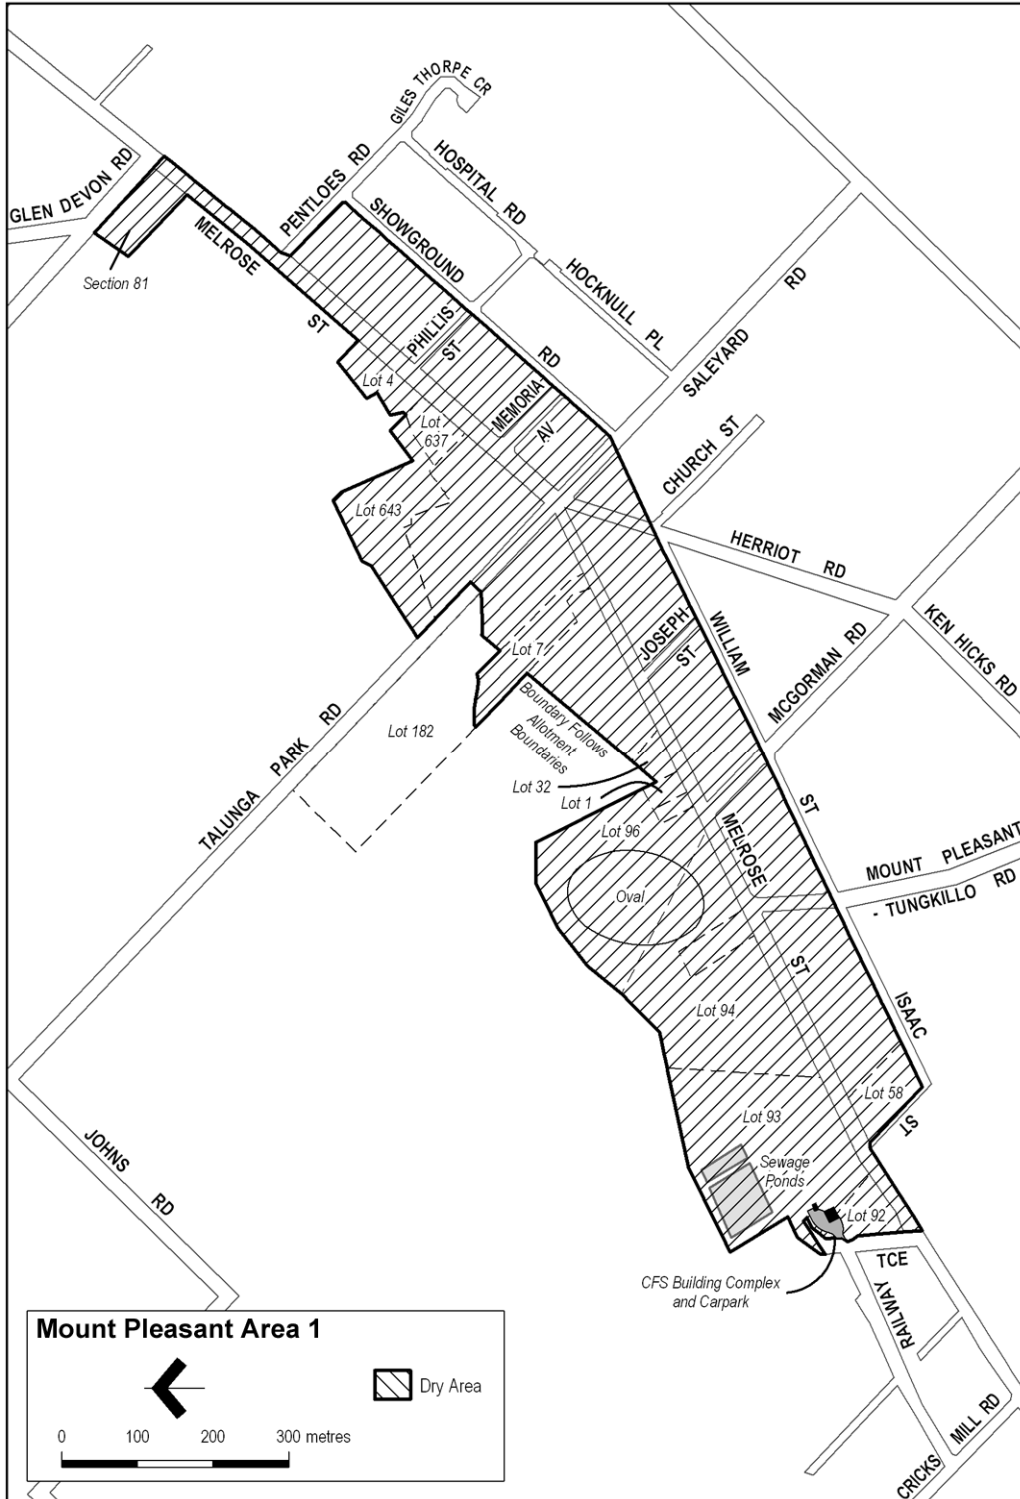 GILES THORPE CR
HOSPITAL RD
GLEN DEVON RD
PENTLOES RD
SHOWGROUND
RD
MELROSE
ST
Section 81
HOCKNULL PL
SALEYARD RD
PHILLIS
ST
Lot 4
MEMORIA
AV
Lot
637
CHURCH ST
Lot 643
HERRIOT RD
KEN HICKS RD
JOSEPH
ST
WILLIAM
ST
MCGORMAN RD
Lot 7
Boundary Follows
Allotment
Boundaries
Lot 182
TALUNGA PARK RD
Lot 32
Lot 1
Lot 96
MELROSE
ST
MOUNT PLEASANT
- TUNGKILLO RD
Oval
ISAAC
ST
Lot 94
Lot 58
Lot 93
JOHNS RD
Sewage
Ponds
Lot 92
TCE
RAILWAY
CFS Building Complex
and Carpark
MILL RD
CRICKS
Mount Pleasant Area 1
Dry Area
0 100 200 300 metres